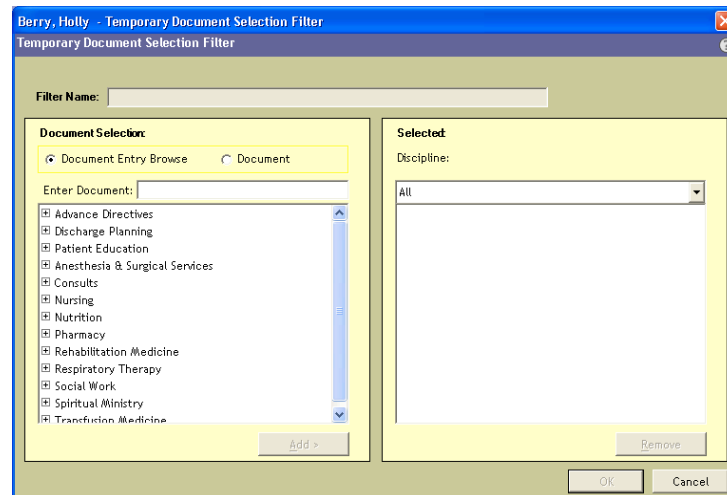 Berry, Holly - Temporary Document Selection Filter
Temporary Document Selection Filter
Filter Name:
Document Selection:
Document Entry Browse
Document
Enter Document:
Advance Directives
Discharge Planning
Patient Education
Anesthesia & Surgical Services
Consults
Nursing
Nutrition
Pharmacy
Rehabilitation Medicine
Respiratory Therapy
Social Work
Spiritual Ministry
Transfusion Medicine
Add >
Selected:
Discipline:
All
Remove
OK
Cancel